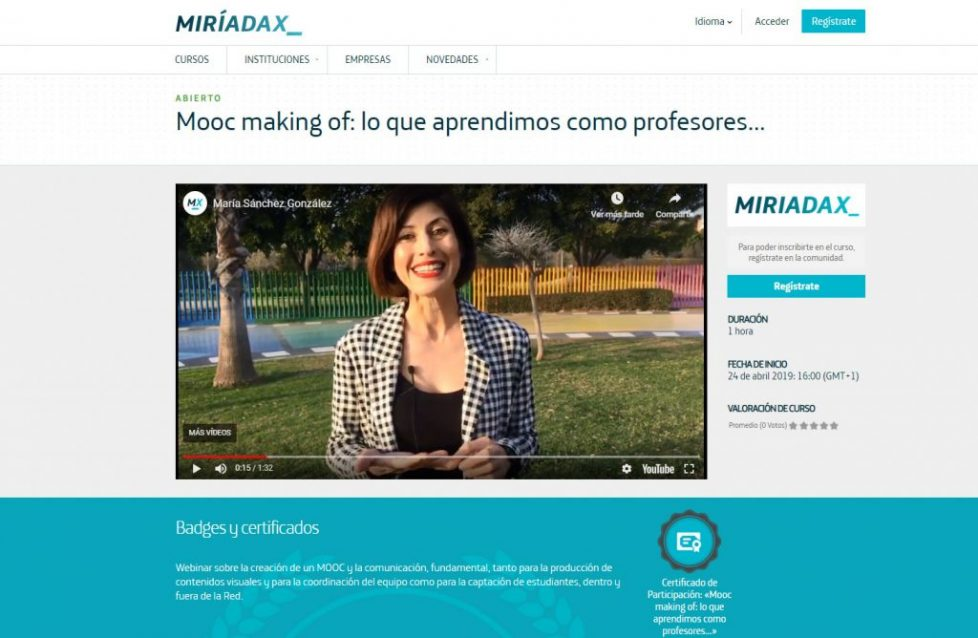 MIRÍADAX_
Idioma
Acceder
Regístrate
CURSOS
INSTITUCIONES
EMPRESAS
NOVEDADES
ABIERTO
Mooc making of: lo que aprendimos como profesores...
MX
María Sánchez González
Ver más tarde
Compartir
MÁS VÍDEOS
0:15 / 1:32
YouTube
MIRIADAX_
Para poder inscribirte en el curso,
regístrate en la comunidad.
Regístrate
DURACIÓN
1 hora
FECHA DE INICIO
24 de abril 2019: 16:00 (GMT+1)
VALORACIÓN DE CURSO
Promedio (0 Votos)
Badges y certificados
Webinar sobre la creación de un MOOC y la comunicación, fundamental, tanto para la producción de
contenidos visuales y para la coordinación del equipo como para la captación de estudiantes, dentro y
fuera de la Red.
Certificado de
Participación: «Mooc
making of: lo que
aprendimos como
profesores...»